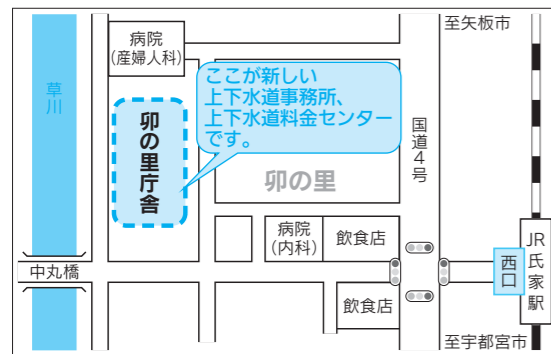 病院
(産婦人科)
至矢板市
ここが新しい
上下水道事務所、
上下水道料金センター
です。
草川
卯の里庁舎
卯の里
国道4号
病院
(内科)
飲食店
中丸橋
西口
JR氏家駅
飲食店
至宇都宮市